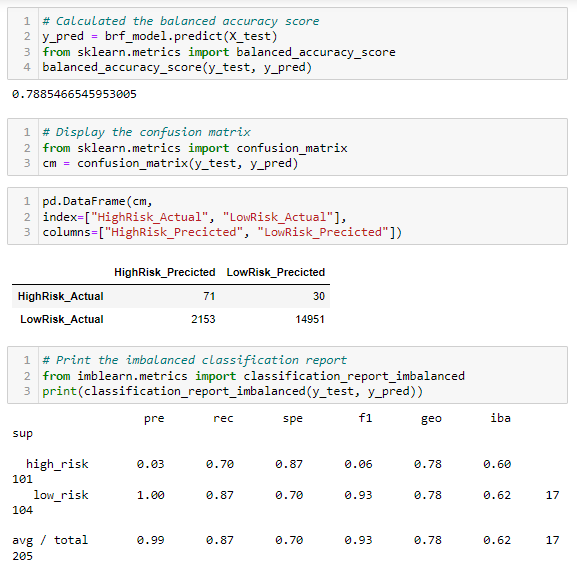 1 # Calculated the balanced accuracy score
2 y_pred = brf_model.predict(X_test)
3 from sklearn.metrics import balanced_accuracy_score
4 balanced_accuracy_score(y_test, y_pred)
0.7885466545953005
1 # Display the confusion matrix
2 from sklearn.metrics import confusion_matrix
3 cm = confusion_matrix(y_test, y_pred)
1 pd.DataFrame(cm,
2 index=["HighRisk_Actual", "LowRisk_Actual"],
3 columns=["HighRisk_Precicted", "LowRisk_Precicted"])
HighRisk_Precicted LowRisk_Precicted
HighRisk_Actual 71 30
LowRisk_Actual 2153 14951
1 # Print the imbalanced classification report
2 from imblearn.metrics import classification_report_imbalanced
3 print(classification_report_imbalanced(y_test, y_pred))
pre rec spe f1 geo iba
sup
high_risk 0.03 0.70 0.87 0.06 0.78 0.60
101
low_risk 1.00 0.87 0.70 0.93 0.78 0.62 17
104
avg / total 0.99 0.87 0.70 0.93 0.78 0.62 17
205